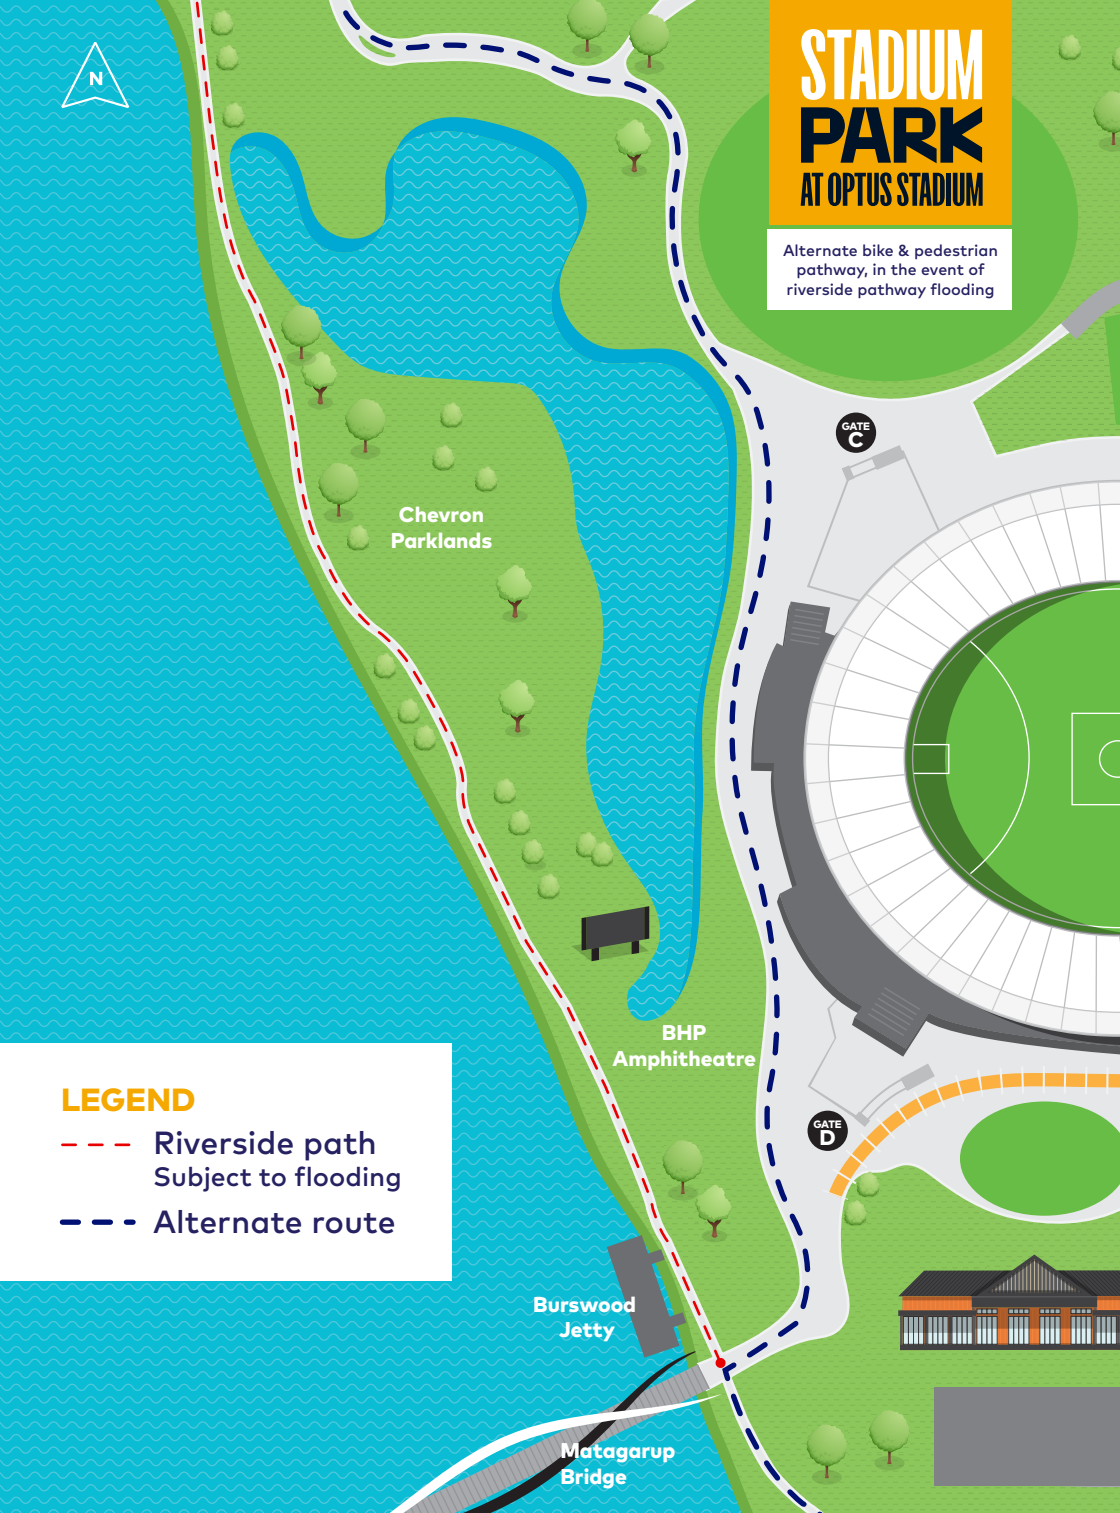 N
STADIUM
PARK
AT OPTUS STADIUM
Alternate bike & pedestrian
pathway, in the event of
riverside pathway flooding
GATE
C
Chevron
Parklands
BHP
Amphitheatre
GATE
D
LEGEND
Riverside path
Subject to flooding
Alternate route
Burswood
Jetty
Matagarup
Bridge